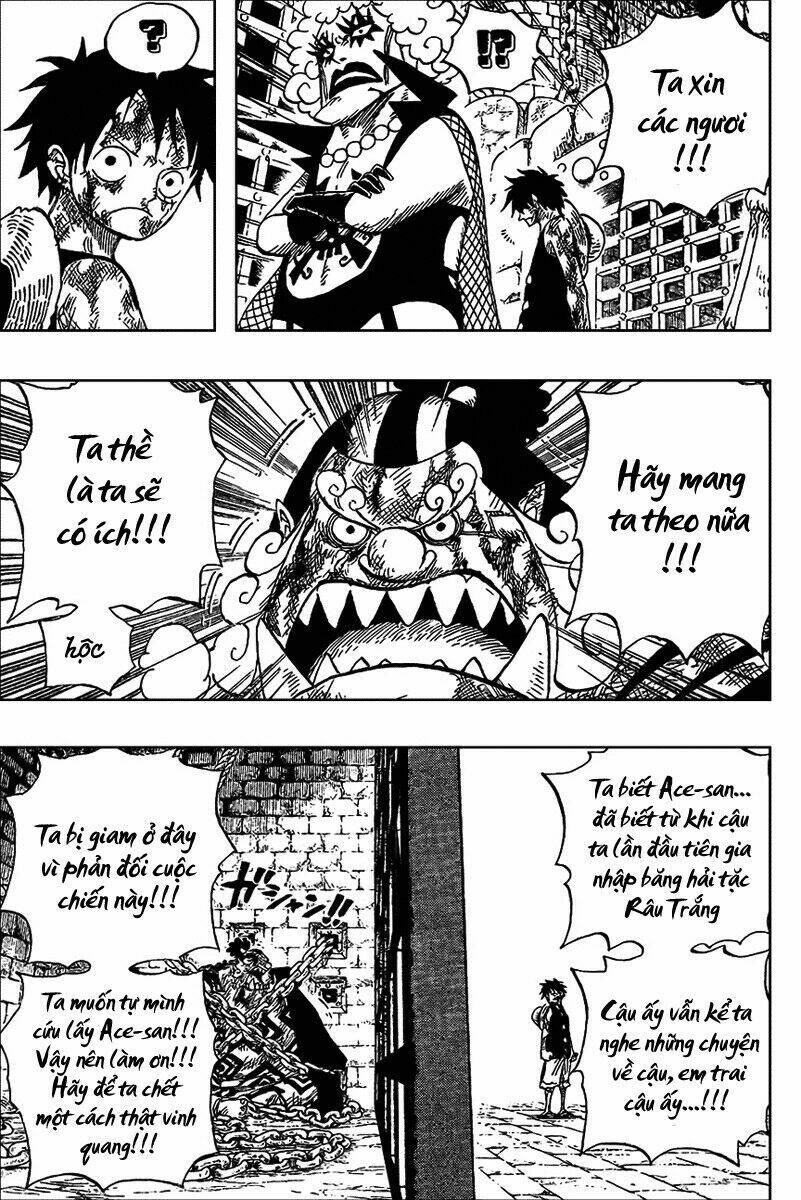 Ta xin
các ngươi
!!!
!?
?
Hãy mang
ta theo nữa
!!!
Ta thề
là ta sẽ
có ích!!!
hộc
Ta biết Ace-san...
đã biết từ khi cậu
ta lần đầu tiên gia
nhập băng hải tặc
Râu Trắng
Cậu ấy vẫn kể ta
nghe những chuyện
về cậu, em trai
cậu ấy...!!!
ガシャン!!
Ta bị giam ở đây
vì phản đối cuộc
chiến này!!!
Ta muốn tự mình
cứu lấy Ace-san!!!
Vậy nên làm ơn!!!
Hãy để ta chết
một cách thật vinh
quang!!!